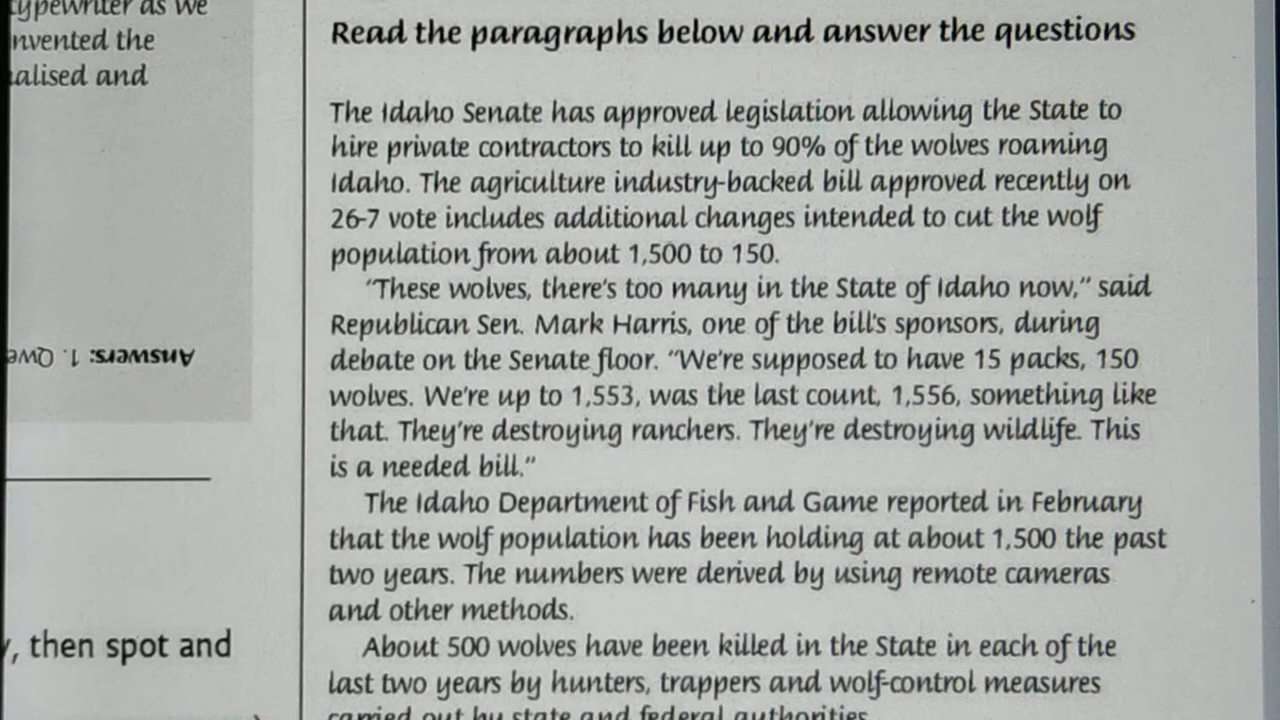 typewriter as we
nvented the
alised and
Answers: 1. Qwe
, then spot and
Read the paragraphs below and answer the questions
The Idaho Senate has approved legislation allowing the State to
hire private contractors to kill up to 90% of the wolves roaming
Idaho. The agriculture industry-backed bill approved recently on
26-7 vote includes additional changes intended to cut the wolf
population from about 1,500 to 150.
"These wolves, there's too many in the State of Idaho now," said
Republican Sen. Mark Harris, one of the bill's sponsors, during
debate on the Senate floor. "We're supposed to have 15 packs, 150
wolves. We're up to 1,553, was the last count, 1,556, something like
that. They're destroying ranchers. They're destroying wildlife. This
is a needed bill."
The Idaho Department of Fish and Game reported in February
that the wolf population has been holding at about 1,500 the past
two years. The numbers were derived by using remote cameras
and other methods.
About 500 wolves have been killed in the State in each of the
last two years by hunters, trappers and wolf-control measures
carried out by state and federal authorities.